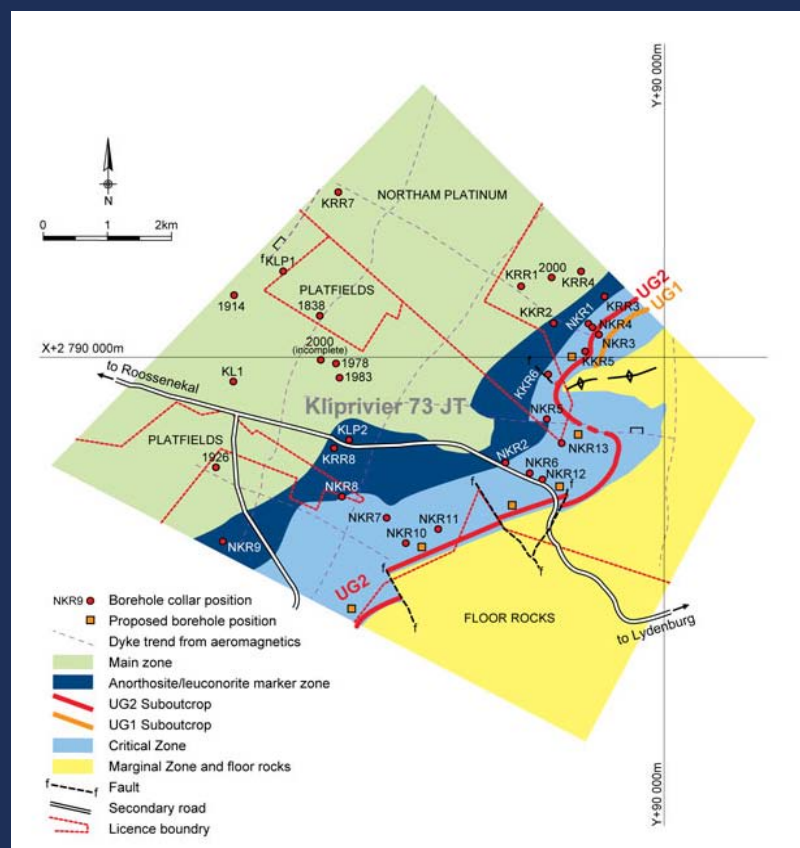 Y+90 000m
N
0 1 2km
NORTHAM PLATINUM
KRR7
f
KLP1
1914
PLATFIELDS
1838
KRR1
2000
KRR4
UG2
UG1
KRR3
KKR2
NKR1
NKR4
NKR3
X+2 790 000m
2000
(incomplete)
1978
1983
KKR5
f
KKR6
to Roossenekal
KL1
Kliprivier 73 JT
NKR5
PLATFIELDS
KLP2
KRR8
NKR2
NKR13
1926
NKR6
NKR12
NKR8
f
f
NKR7
NKR11
NKR10
NKR9
f
f
UG2
f
FLOOR ROCKS
to Lydenburg
NKR9 Borehole collar position
Proposed borehole position
Dyke trend from aeromagnetics
Main zone
Anorthosite/leuconorite marker zone
UG2 Suboutcrop
UG1 Suboutcrop
Critical Zone
Marginal Zone and floor rocks
f f Fault
Secondary road
Licence boundry
Y+90 000m